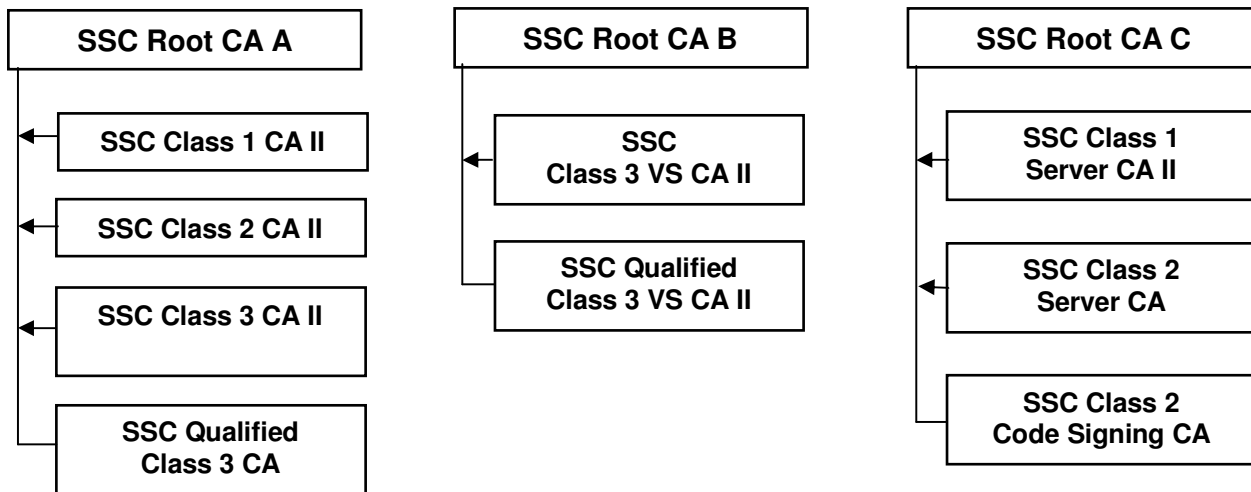 SSC Root CA A
SSC Class 1 CA II
SSC Class 2 CA II
SSC Class 3 CA II
SSC Qualified
Class 3 CA
SSC Root CA B
SSC
Class 3 VS CA II
SSC Qualified
Class 3 VS CA II
SSC Root CA C
SSC Class 1
Server CA II
SSC Class 2
Server CA
SSC Class 2
Code Signing CA